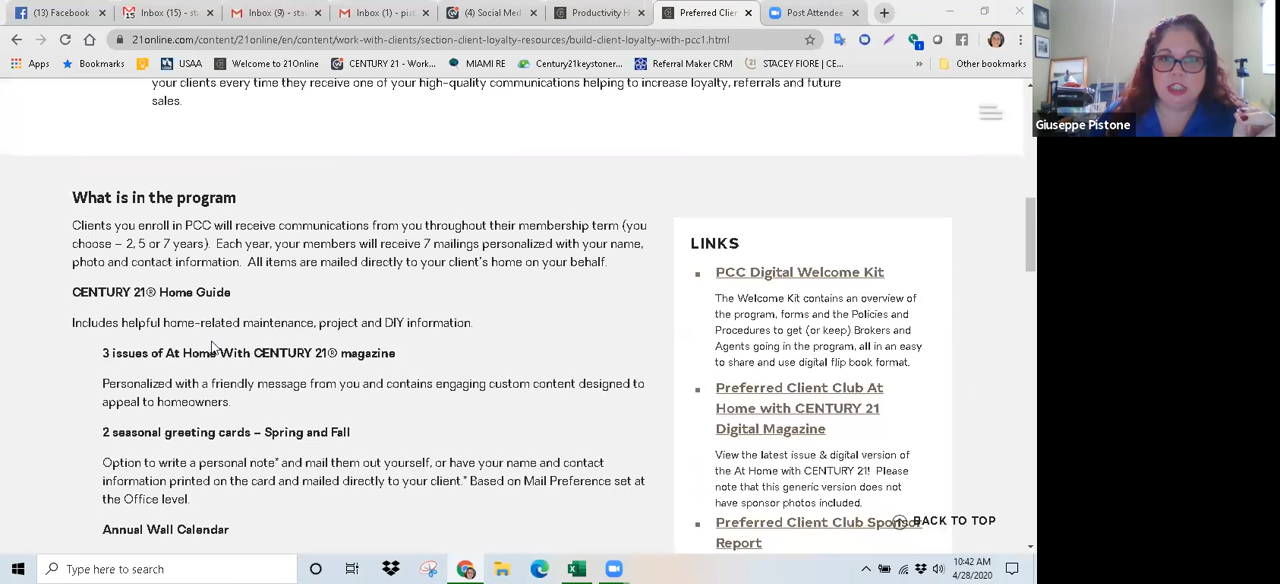 (13) Facebook
Inbox (15) - sta
Inbox (9) - stav
Inbox (1) - pist
(4) Social Med
Productivity H
Preferred Clien
Post Attendee
21online.com/content/21online/en/content/work-with-clients/section-client-loyalty-resources/build-client-loyalty-with-pcc1.html
Apps
Bookmarks
USAA
Welcome to 21Online
CENTURY 21 - Work...
MIAMI RE
Century21keystoner...
Referral Maker CRM
STACEY FIORE | CE...
»
Other bookmarks
your clients every time they receive one of your high-quality communications helping to increase loyalty, referrals and future
sales.
Giuseppe Pistone
What is in the program
Clients you enroll in PCC will receive communications from you throughout their membership term (you
choose – 2, 5 or 7 years). Each year, your members will receive 7 mailings personalized with your name,
photo and contact information. All items are mailed directly to your client's home on your behalf.
CENTURY 21® Home Guide
Includes helpful home-related maintenance, project and DIY information.
3 issues of At Home With CENTURY 21® magazine
Personalized with a friendly message from you and contains engaging custom content designed to
appeal to homeowners.
2 seasonal greeting cards – Spring and Fall
Option to write a personal note* and mail them out yourself, or have your name and contact
information printed on the card and mailed directly to your client.* Based on Mail Preference set at
the Office level.
Annual Wall Calendar
LINKS
PCC Digital Welcome Kit
The Welcome Kit contains an overview of
the program, forms and the Policies and
Procedures to get (or keep) Brokers and
Agents going in the program, all in an easy
to share and use digital flip book format.
Preferred Client Club At
Home with CENTURY 21
Digital Magazine
View the latest issue & digital version of
the At Home with CENTURY 21! Please
note that this generic version does not
have sponsor photos included.
Preferred Client Club Sponsor
Report
BACK TO TOP
Type here to search
10:42 AM
4/28/2020